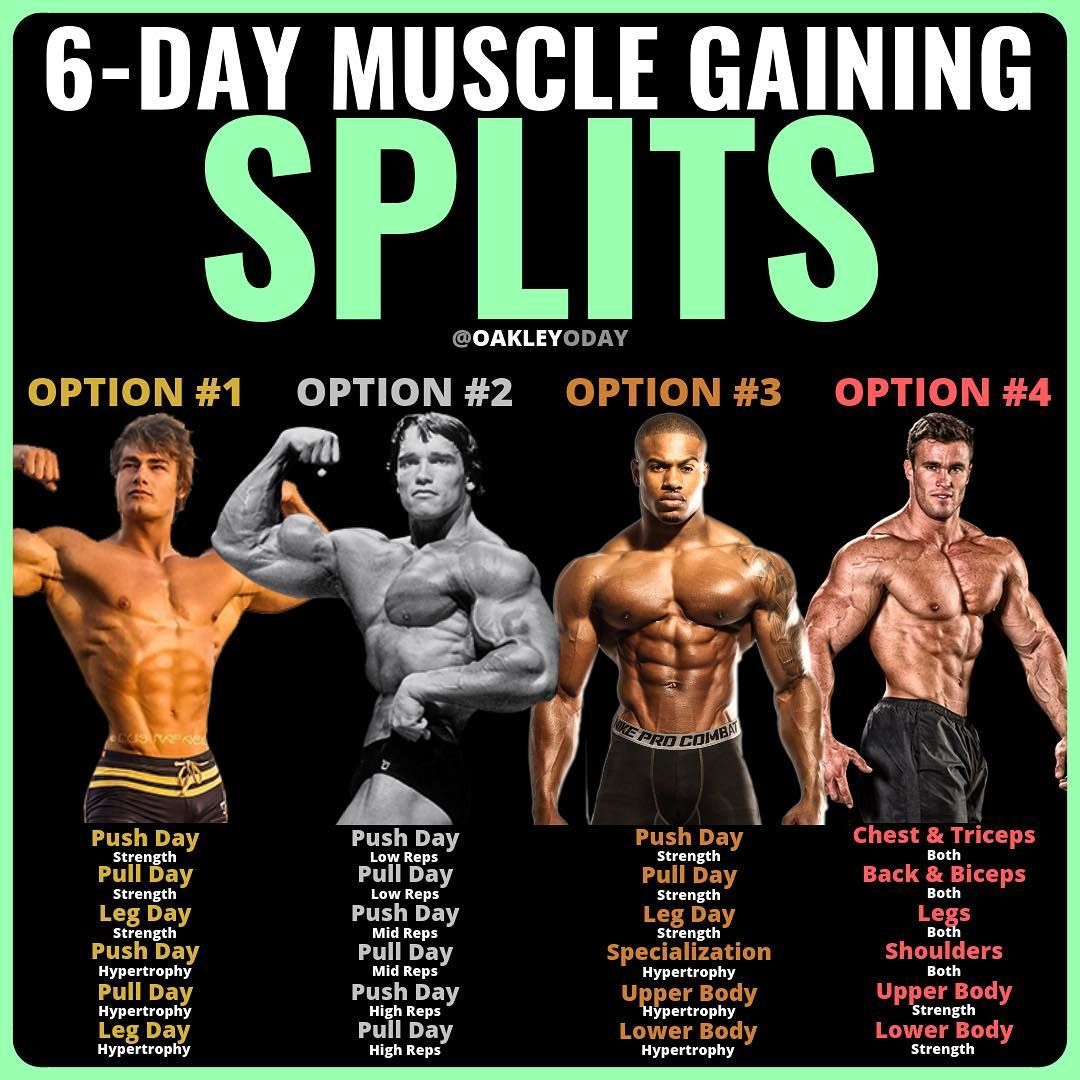 6-DAY MUSCLE GAINING
SPLITS
@OAKLEYODAY
OPTION #1
Push Day
Strength
Pull Day
Strength
Leg Day
Strength
Push Day
Hypertrophy
Pull Day
Hypertrophy
Leg Day
Hypertrophy
OPTION #2
Push Day
Low Reps
Pull Day
Low Reps
Push Day
Mid Reps
Pull Day
Mid Reps
Push Day
High Reps
Pull Day
High Reps
OPTION #3
NIKE PRO COMBAT
Push Day
Strength
Pull Day
Strength
Leg Day
Strength
Specialization
Hypertrophy
Upper Body
Hypertrophy
Lower Body
Hypertrophy
OPTION #4
Chest & Triceps
Both
Back & Biceps
Both
Legs
Both
Shoulders
Both
Upper Body
Strength
Lower Body
Strength